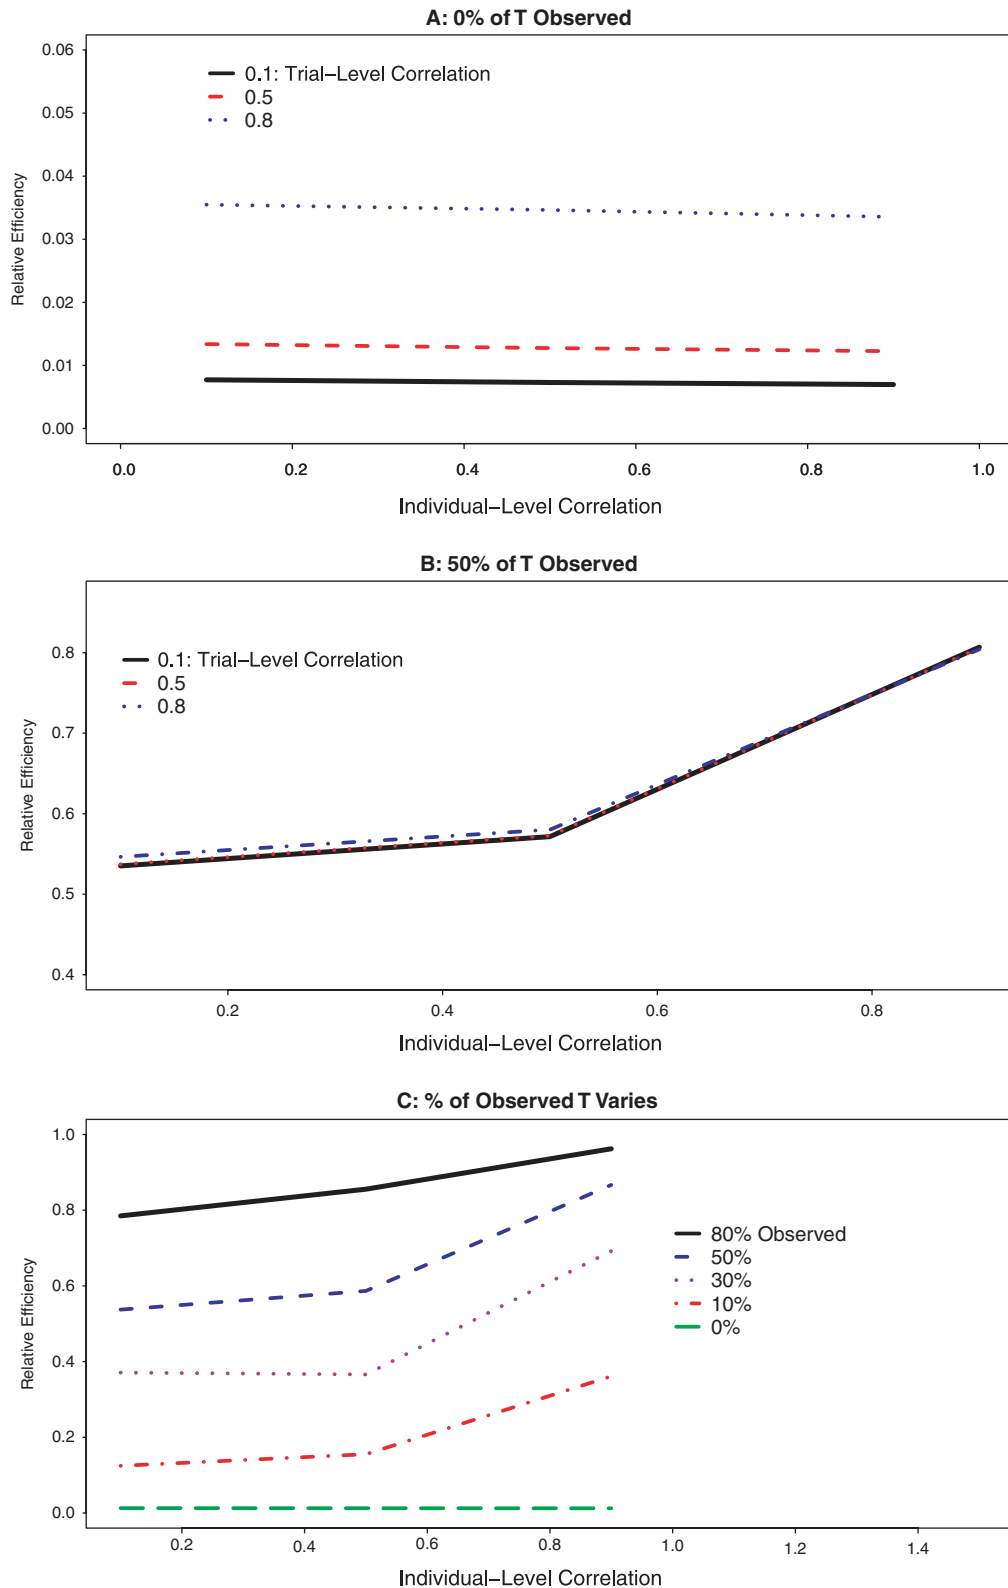 A: 0% of T Observed
0.06
0.05
0.04
0.03
0.02
0.01
0.00
Relative Efficiency
0.1: Trial–Level Correlation
0.5
0.8
0.0 0.2 0.4 0.6 0.8 1.0
Individual–Level Correlation
B: 50% of T Observed
0.8
0.7
0.6
0.5
0.4
Relative Efficiency
0.1: Trial–Level Correlation
0.5
0.8
0.2 0.4 0.6 0.8
Individual–Level Correlation
C: % of Observed T Varies
1.0
0.8
0.6
0.4
0.2
0.0
Relative Efficiency
80% Observed
50%
30%
10%
0%
0.2 0.4 0.6 0.8 1.0 1.2 1.4
Individual–Level Correlation